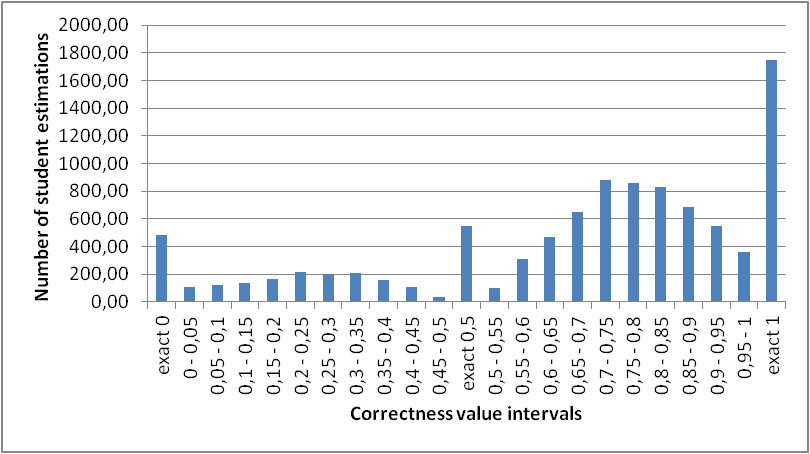 Number of student estimations
2000,00
1800,00
1600,00
1400,00
1200,00
1000,00
800,00
600,00
400,00
200,00
0,00
exact 0
0 - 0,05
0,05 - 0,1
0,1 - 0,15
0,15 - 0,2
0,2 - 0,25
0,25 - 0,3
0,3 - 0,35
0,35 - 0,4
0,4 - 0,45
0,45 - 0,5
exact 0,5
0,5 - 0,55
0,55 - 0,6
0,6 - 0,65
0,65 - 0,7
0,7 - 0,75
0,75 - 0,8
0,8 - 0,85
0,85 - 0,9
0,9 - 0,95
0,95 - 1
exact 1
Correctness value intervals